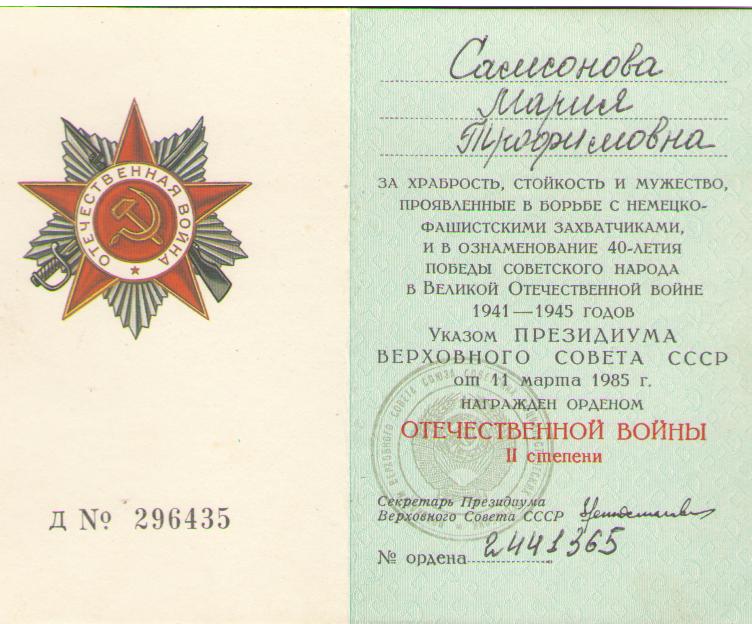 ОТЕЧЕСТВЕННАЯ ВОЙНА
Д № 296435
Самсонова
Мария
Трофимовна
ЗА ХРАБРОСТЬ, СТОЙКОСТЬ И МУЖЕСТВО,
ПРОЯВЛЕННЫЕ В БОРЬБЕ С НЕМЕЦКО-
ФАШИСТСКИМИ ЗАХВАТЧИКАМИ,
И В ОЗНАМЕНОВАНИЕ 40-ЛЕТИЯ
ПОБЕДЫ СОВЕТСКОГО НАРОДА
В ВЕЛИКОЙ ОТЕЧЕСТВЕННОЙ ВОЙНЕ
1941—1945 ГОДОВ
УКАЗОМ ПРЕЗИДИУМА
ВЕРХОВНОГО СОВЕТА СССР
от 11 марта 1985 г.
НАГРАЖДЕН ОРДЕНОМ
ОТЕЧЕСТВЕННОЙ ВОЙНЫ
II степени
Секретарь Президиума
Верховного Совета СССР
№ ордена 2441365